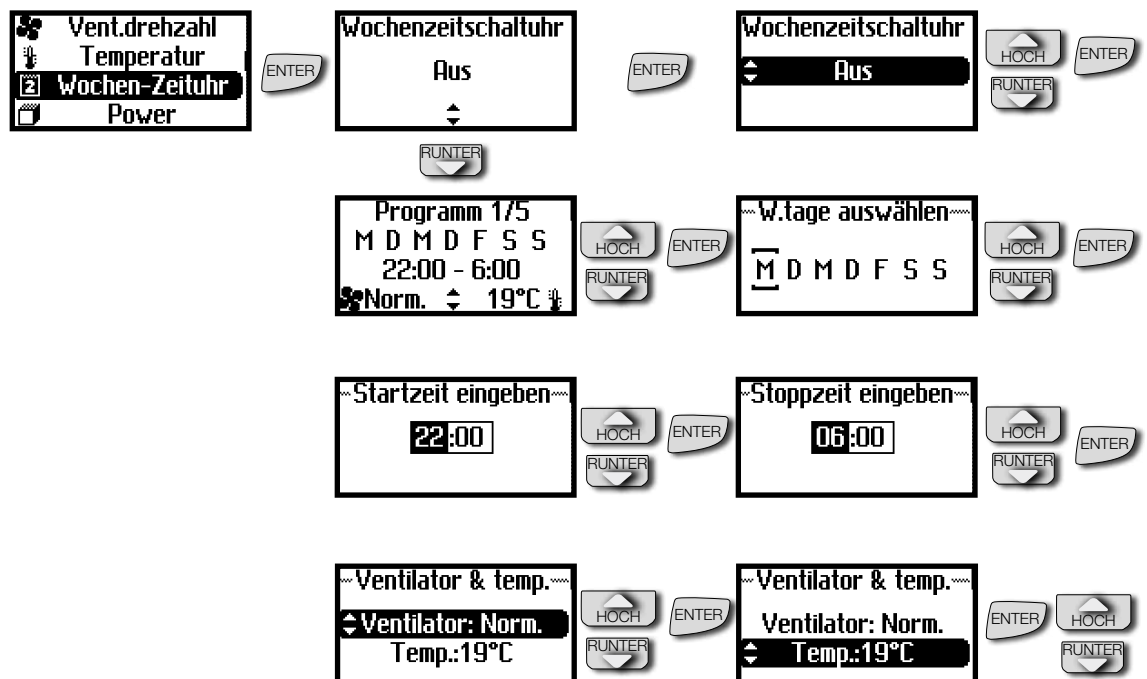 Vent.drehzahl
Temperatur
2 Wochen-Zeituhr
Power
ENTER
Wochenzeitschaltuhr
Aus
ENTER
Wochenzeitschaltuhr
Aus
HOCH
ENTER
RUNTER
RUNTER
Programm 1/5
M D M D F S S
22:00 - 6:00
Norm. 19°C
HOCH
ENTER
RUNTER
W.tage auswählen
M D M D F S S
HOCH
ENTER
RUNTER
Startzeit eingeben
22:00
HOCH
ENTER
RUNTER
Stoppzeit eingeben
06:00
HOCH
ENTER
RUNTER
Ventilator & temp.
Ventilator: Norm.
Temp.:19°C
HOCH
ENTER
RUNTER
Ventilator & temp.
Ventilator: Norm.
Temp.:19°C
ENTER
HOCH
RUNTER